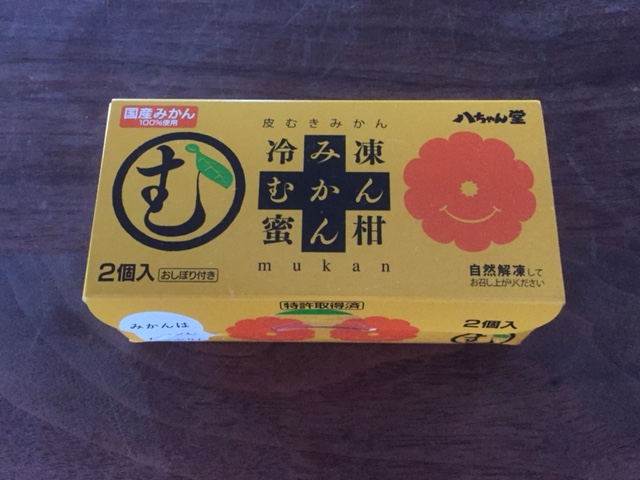 国産みかん
100%使用
八ちゃん堂
皮むきみかん
む
冷み凍
むかん
蜜ん柑
mukan
2個入 おしぼり付き
自然解凍して
お召し上がりください
特許取得済
みかんは
2個入
む